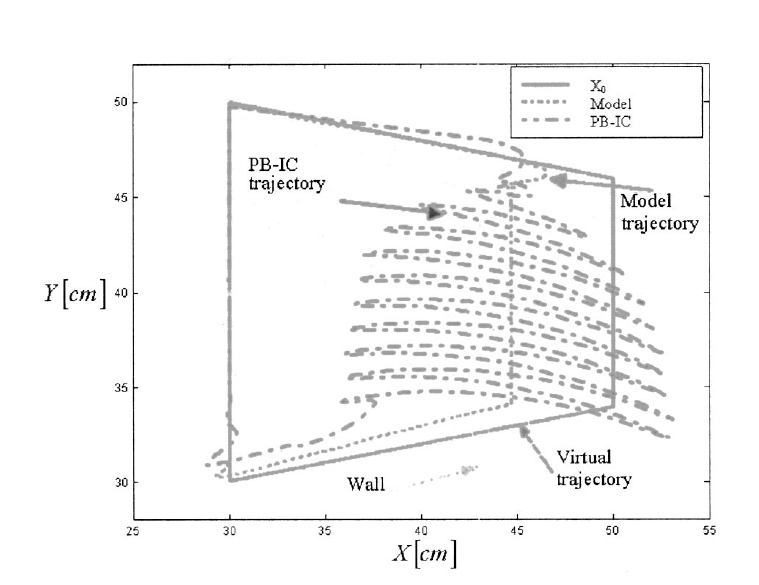 X₀
Model
PB-IC
PB-IC
trajectory
Model
trajectory
Virtual
trajectory
Wall
Y[cm]
50
45
40
35
30
25 30 35 40 45 50 55
X[cm]